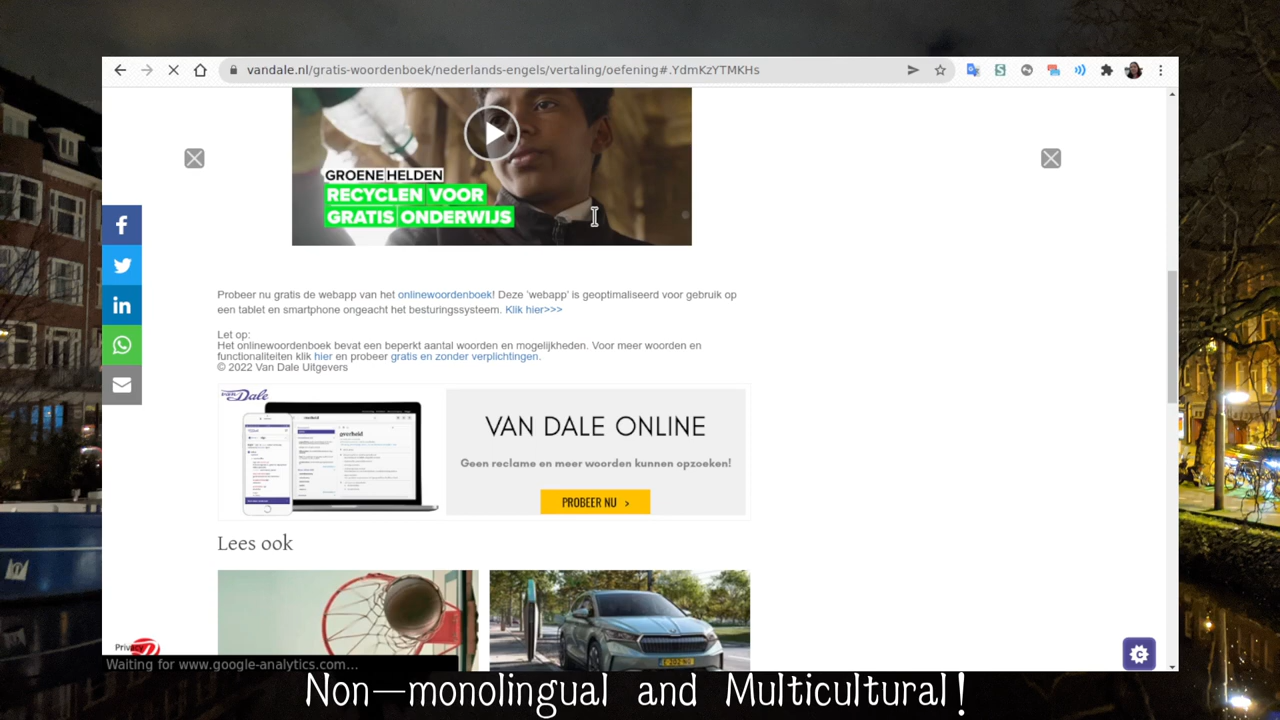 vandale.nl/gratis-woordenboek/nederlands-engels/vertaling/oefening#.YdmKzYTMKHs
GROENE HELDEN
RECYCLEN VOOR
GRATIS ONDERWIJS
Probeer nu gratis de webapp van het onlinewoordenboek! Deze 'webapp' is geoptimaliseerd voor gebruik op
een tablet en smartphone ongeacht het besturingssysteem. Klik hier>>>
Let op:
Het onlinewoordenboek bevat een beperkt aantal woorden en mogelijkheden. Voor meer woorden en
functionaliteiten klik hier en probeer gratis en zonder verplichtingen.
© 2022 Van Dale Uitgevers
van Dale
VAN DALE ONLINE
Geen reclame en meer woorden kunnen opzoeken!
PROBEER NU >
Lees ook
Privacy
Waiting for www.google-analytics.com...
Non—monolingual and Multicultural!